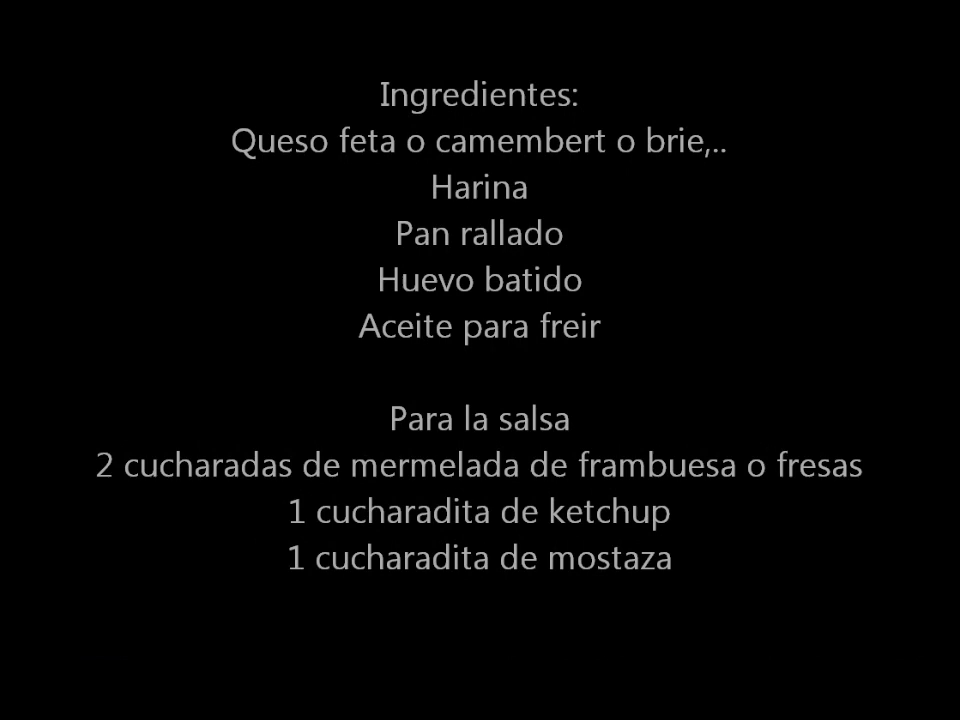 Ingredientes:
Queso feta o camembert o brie,..
Harina
Pan rallado
Huevo batido
Aceite para freir
Para la salsa
2 cucharadas de mermelada de frambuesa o fresas
1 cucharadita de ketchup
1 cucharadita de mostaza